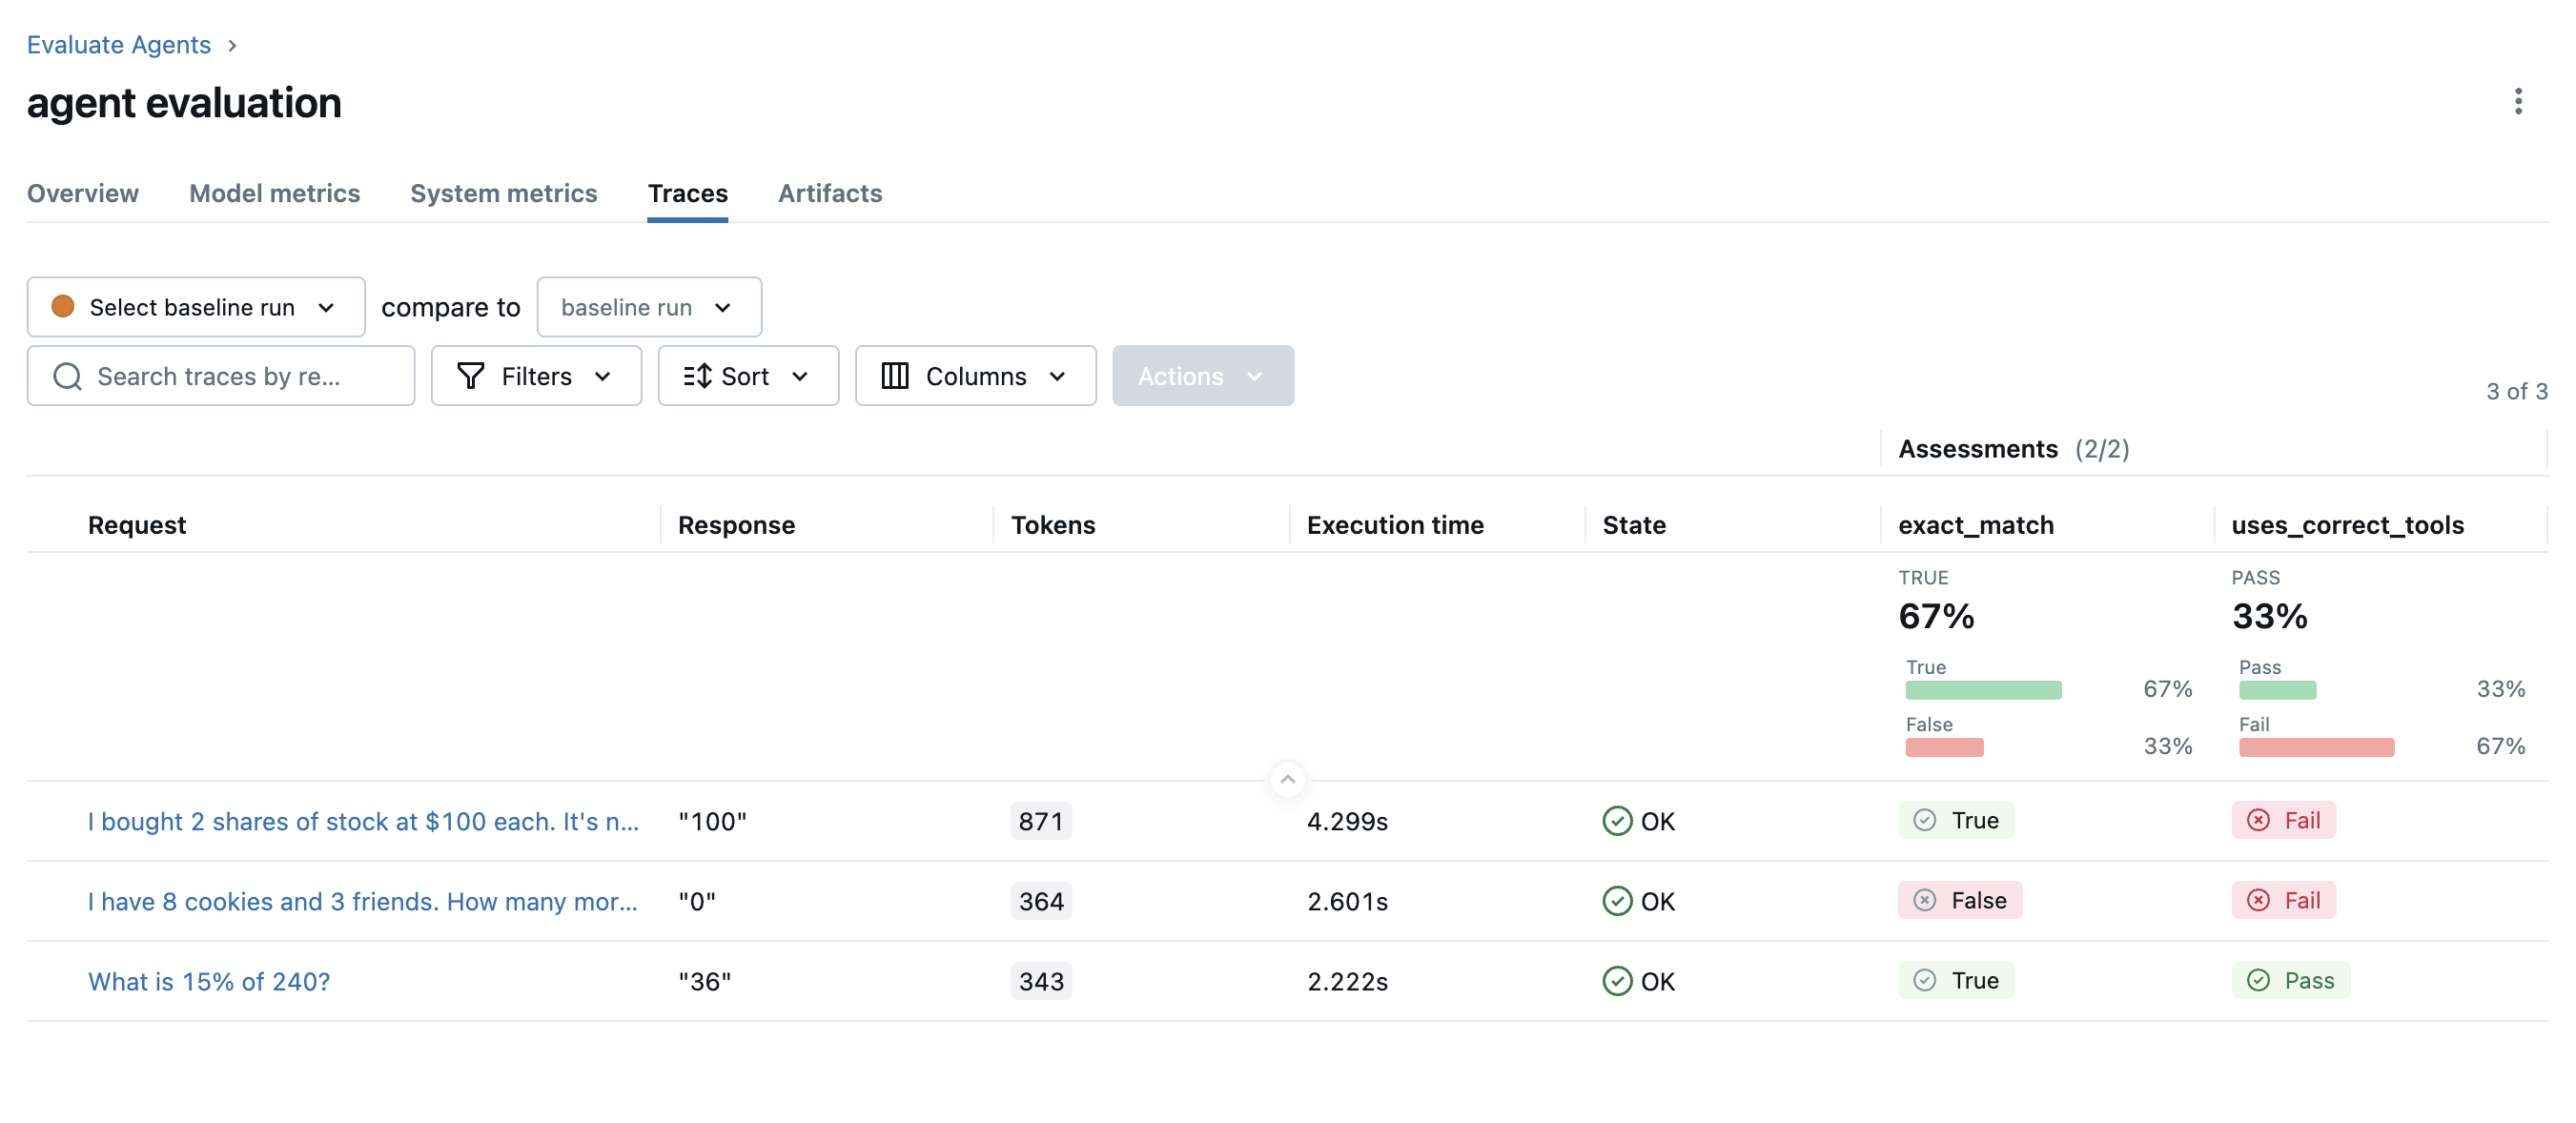 Evaluate Agents
agent evaluation
Overview Model metrics System metrics Traces Artifacts
Select baseline run compare to baseline run
Search traces by re... Filters Sort Columns Actions
3 of 3
Assessments (2/2)
Request Response Tokens Execution time State exact_match uses_correct_tools
TRUE PASS
67% 33%
True Pass
67% 33%
False Fail
33% 67%
I bought 2 shares of stock at $100 each. It's n... "100" 871 4.299s OK True Fail
I have 8 cookies and 3 friends. How many mor... "0" 364 2.601s OK False Fail
What is 15% of 240? "36" 343 2.222s OK True Pass